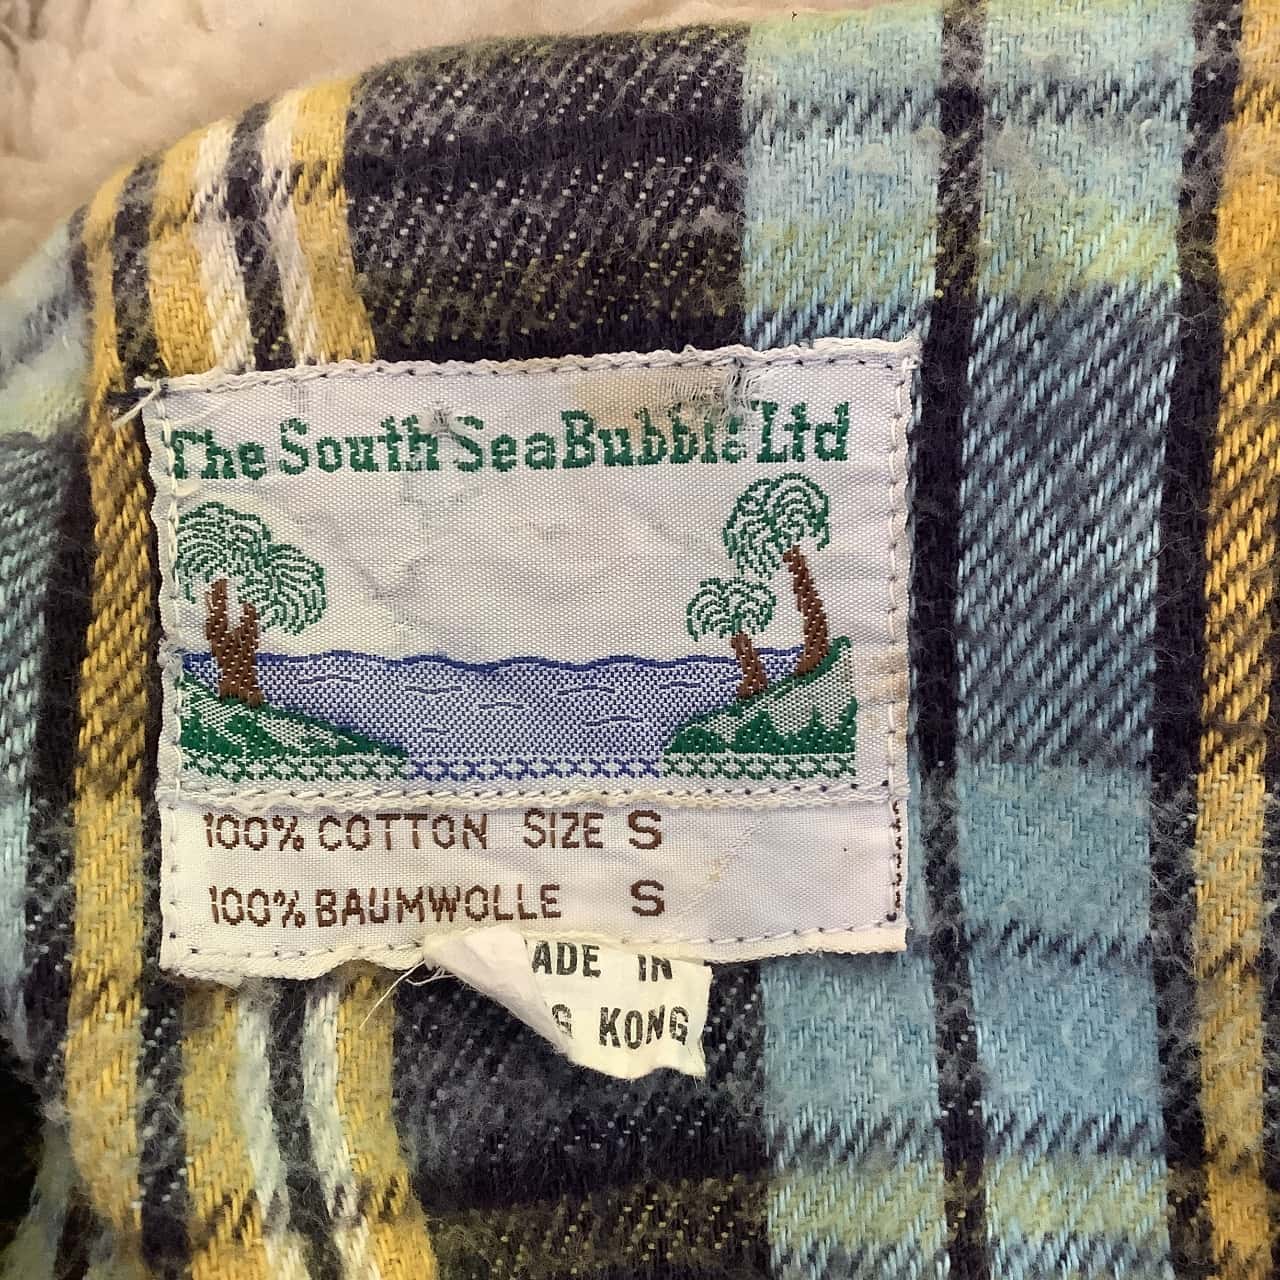 The South Sea Bubble Ltd
100% COTTON SIZE S
100% BAUMWOLLE S
ADE IN
G KONG